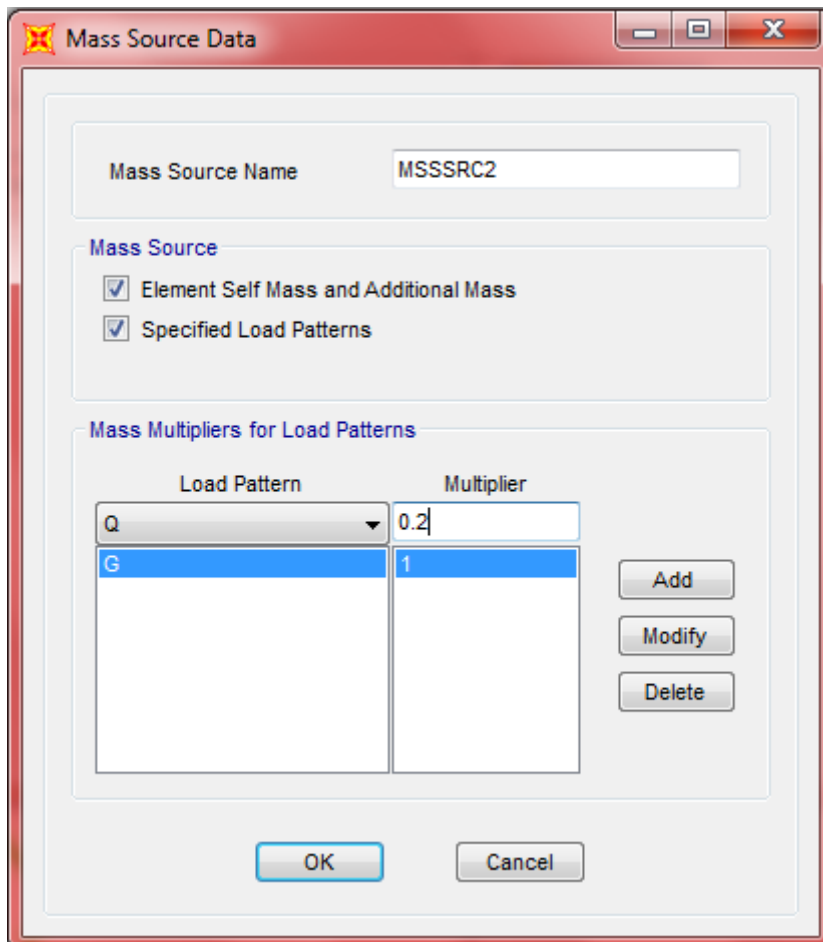 Mass Source Data
Mass Source Name MSSSRC2
Mass Source
Element Self Mass and Additional Mass
Specified Load Patterns
Mass Multipliers for Load Patterns
Load Pattern Multiplier
Q 0.2
G 1
Add
Modify
Delete
OK Cancel